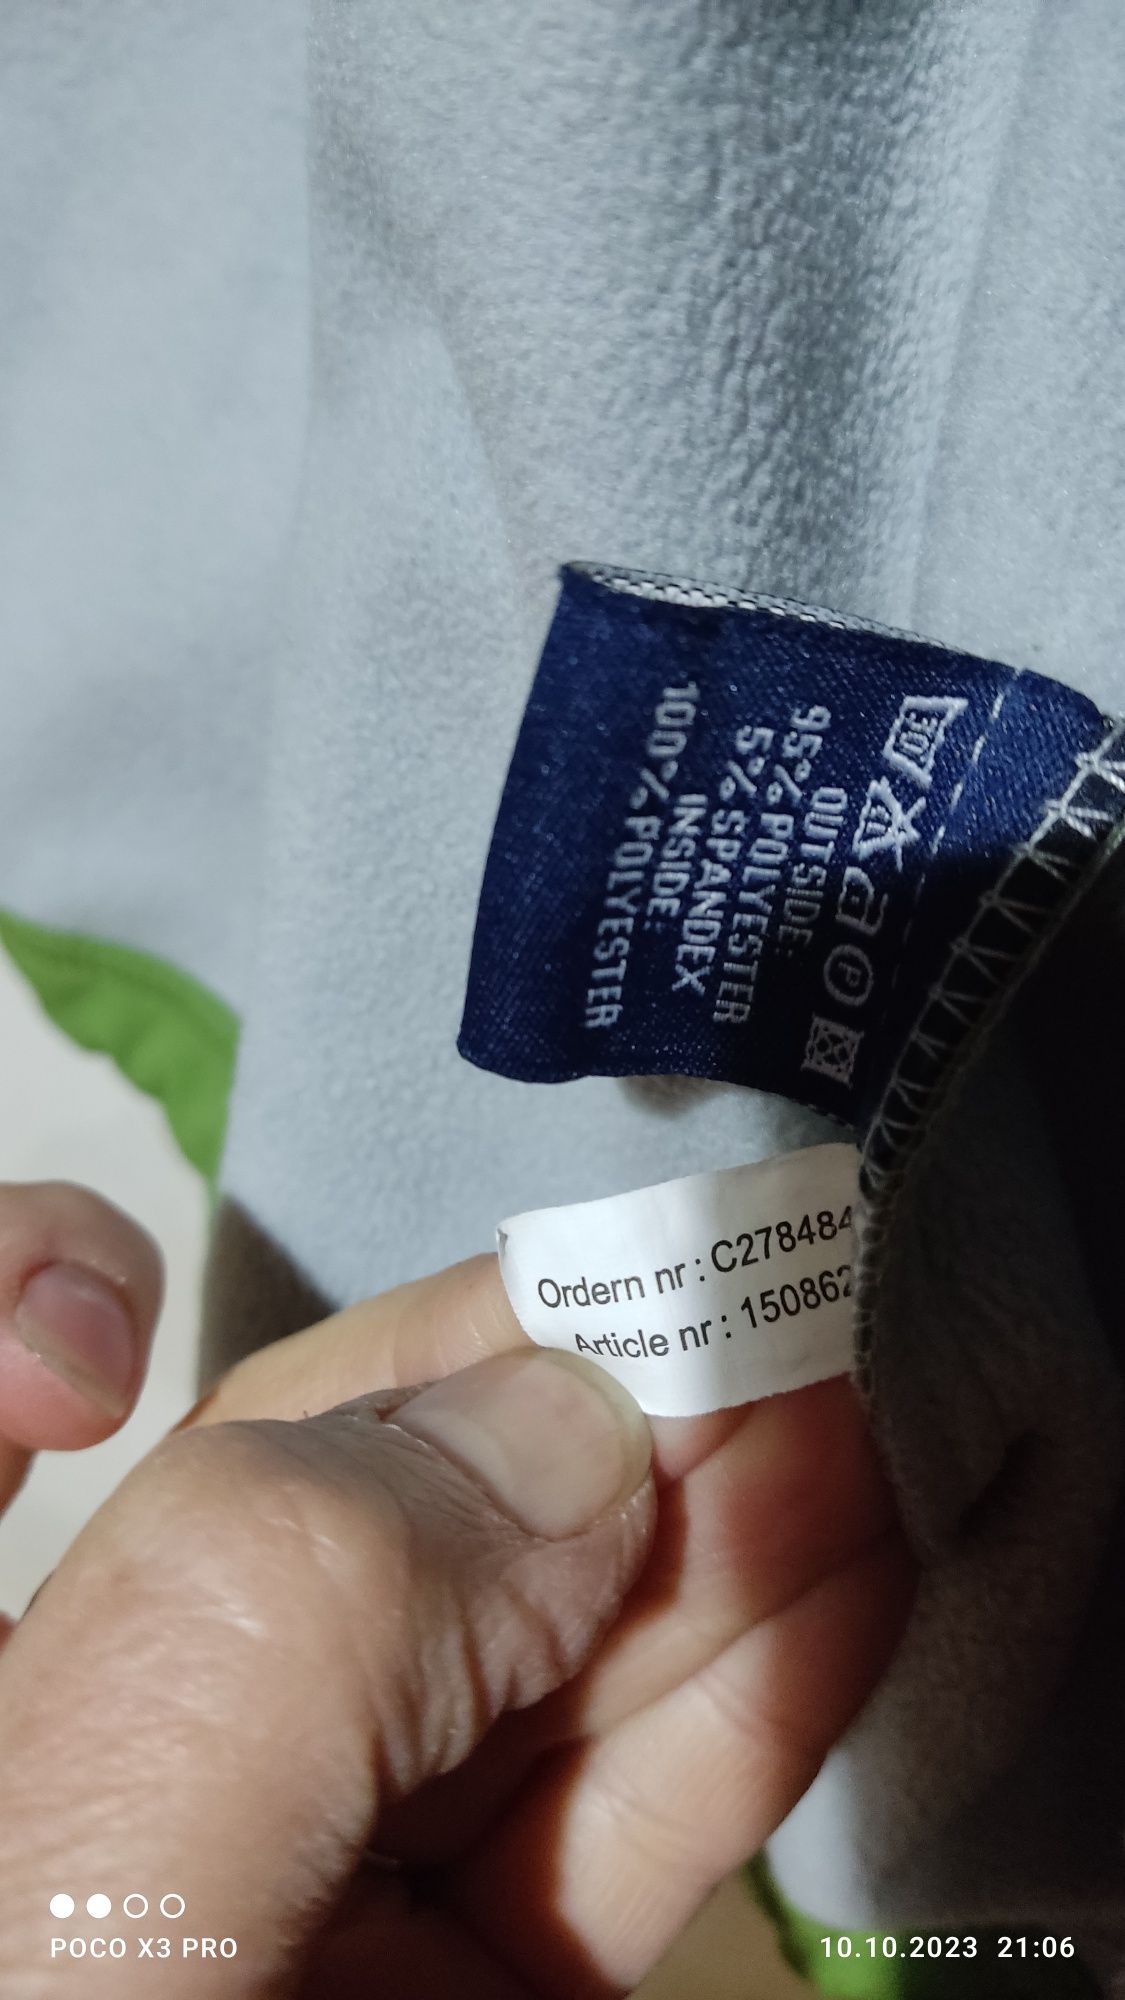 30
OUTSIDE:
95% POLYESTER
5% SPANDEX
INSIDE:
100% POLYESTER
P
Ordern nr : C278484
Article nr : 150862
POCO X3 PRO
10.10.2023 21:06